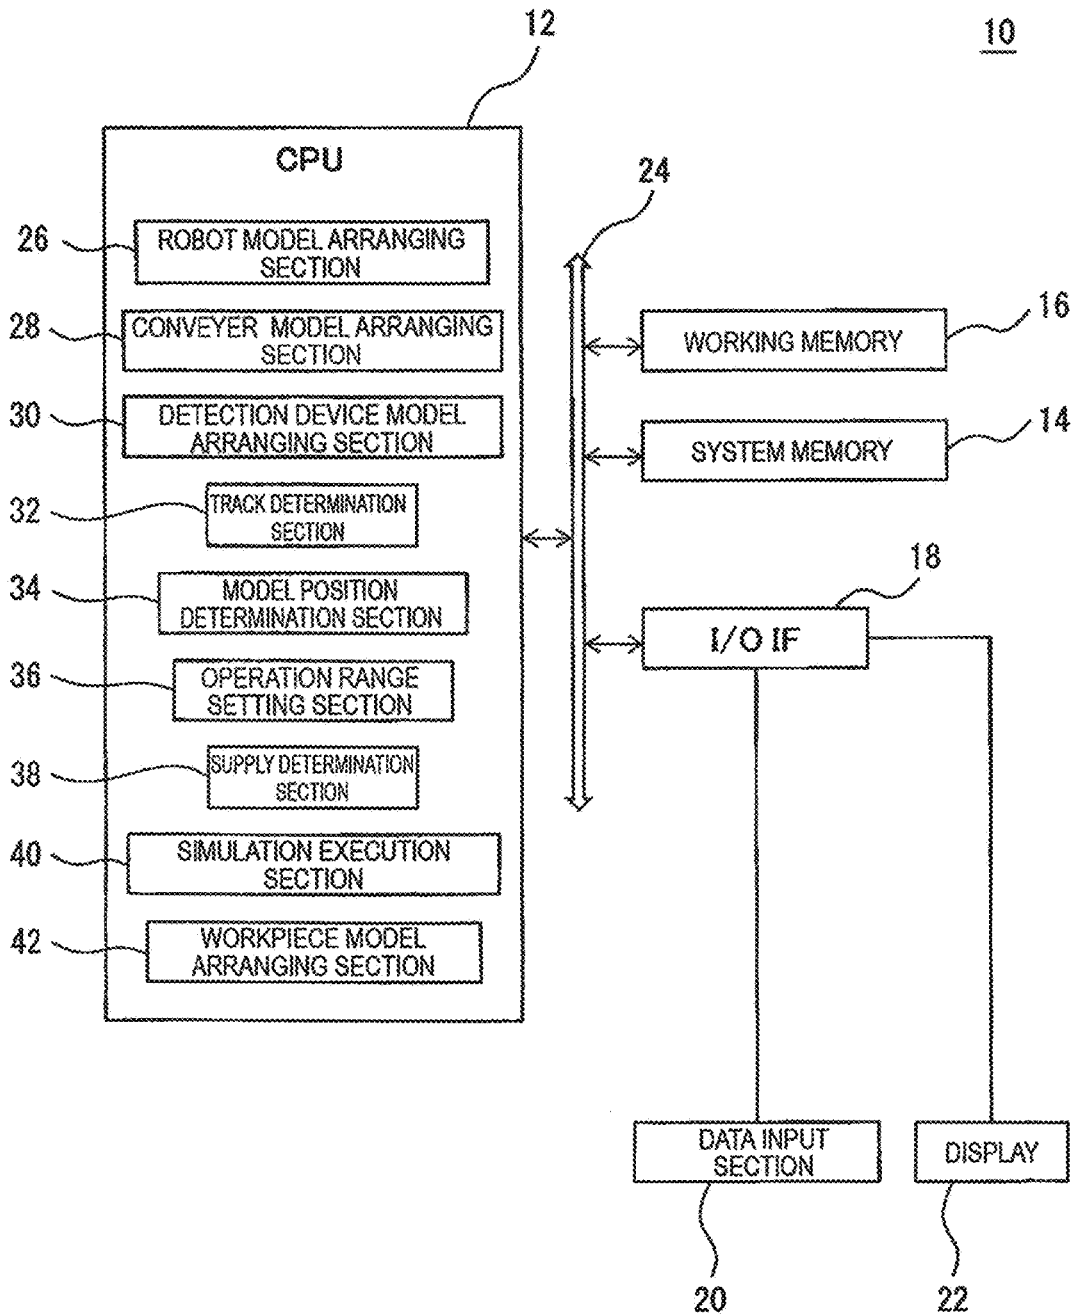 12
10
CPU
24
26
ROBOT MODEL ARRANGING
SECTION
28
CONVEYER MODEL ARRANGING
SECTION
16
WORKING MEMORY
30
DETECTION DEVICE MODEL
ARRANGING SECTION
14
SYSTEM MEMORY
32
TRACK DETERMINATION
SECTION
34
MODEL POSITION
DETERMINATION SECTION
18
I/O IF
36
OPERATION RANGE
SETTING SECTION
38
SUPPLY DETERMINATION
SECTION
40
SIMULATION EXECUTION
SECTION
42
WORKPIECE MODEL
ARRANGING SECTION
DATA INPUT
SECTION
DISPLAY
20
22